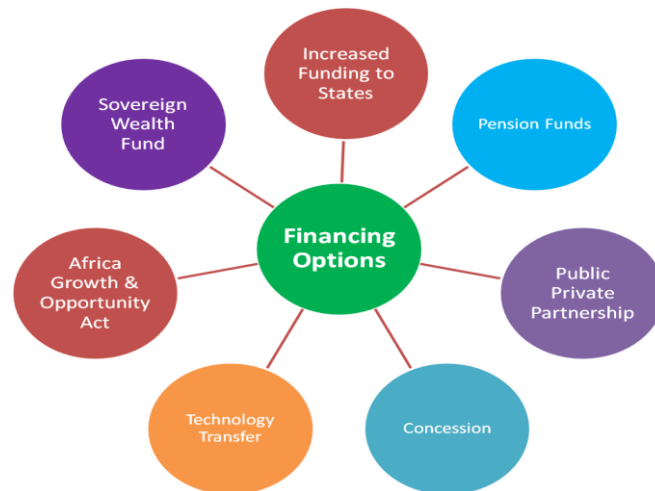 Increased
Funding to
States
Sovereign
Wealth
Fund
Pension Funds
Financing
Options
Africa
Growth &
Opportunity
Act
Public
Private
Partnership
Technology
Transfer
Concession